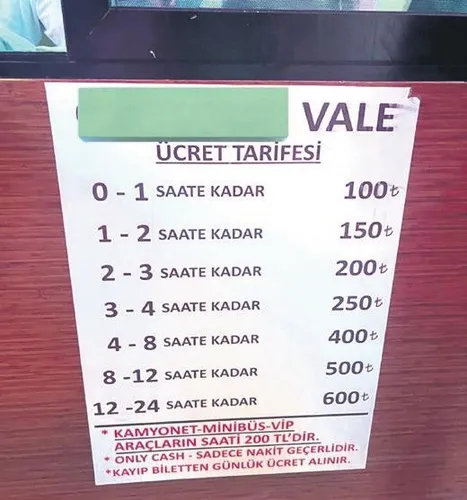 VALE
ÜCRET TARİFESİ
0 - 1 SAATE KADAR 100₺
1 - 2 SAATE KADAR 150₺
2 - 3 SAATE KADAR 200₺
3 - 4 SAATE KADAR 250₺
4 - 8 SAATE KADAR 400₺
8 -12 SAATE KADAR 500₺
12 -24 SAATE KADAR 600₺
* KAMYONET-MİNİBÜS-VİP
ARAÇLARIN SAATİ 200 TL'DİR.
* ONLY CASH - SADECE NAKİT GEÇERLİDİR.
*KAYIP BİLETTEN GÜNLÜK ÜCRET ALINIR.